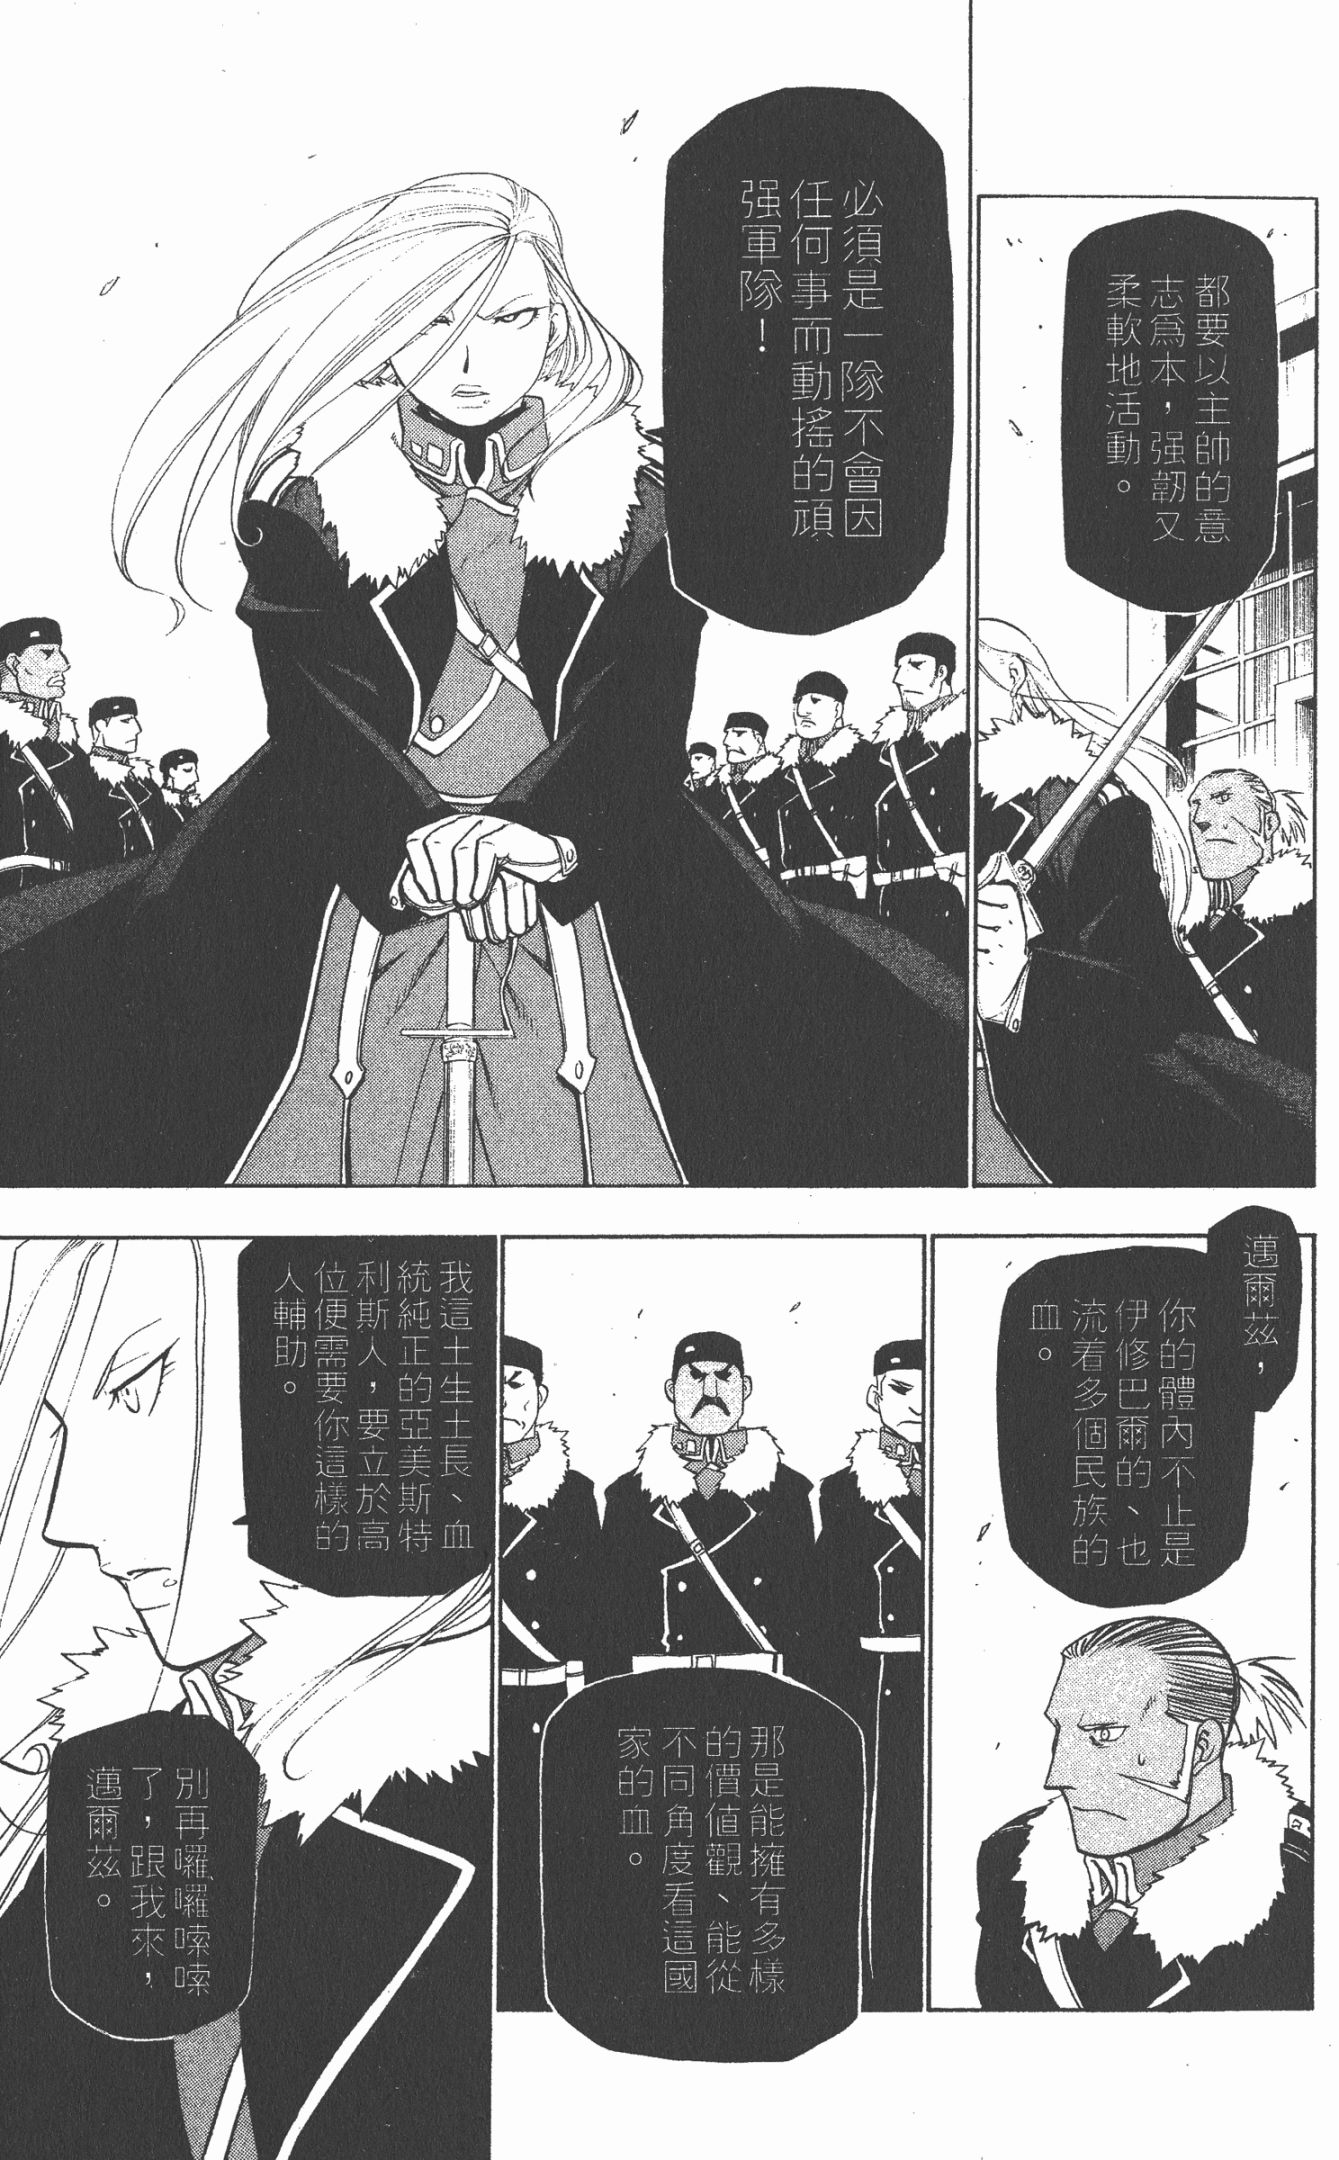 都要以主帥的意
志爲本，强韌又
柔軟地活動。
必須是一隊不會因
任何事而動搖的頑
强軍隊！
邁爾茲，
你的體內不止是
伊修巴爾的、也
流着多個民族的
血。
那是能擁有多樣
的價値觀、能從
不同角度看這國
家的血。
我這土生土長、血
統純正的亞美斯特
利斯人，要立於高
位便需要你這樣的
人輔助。
別再囉囉嗦嗦
了，跟我來，
邁爾茲。